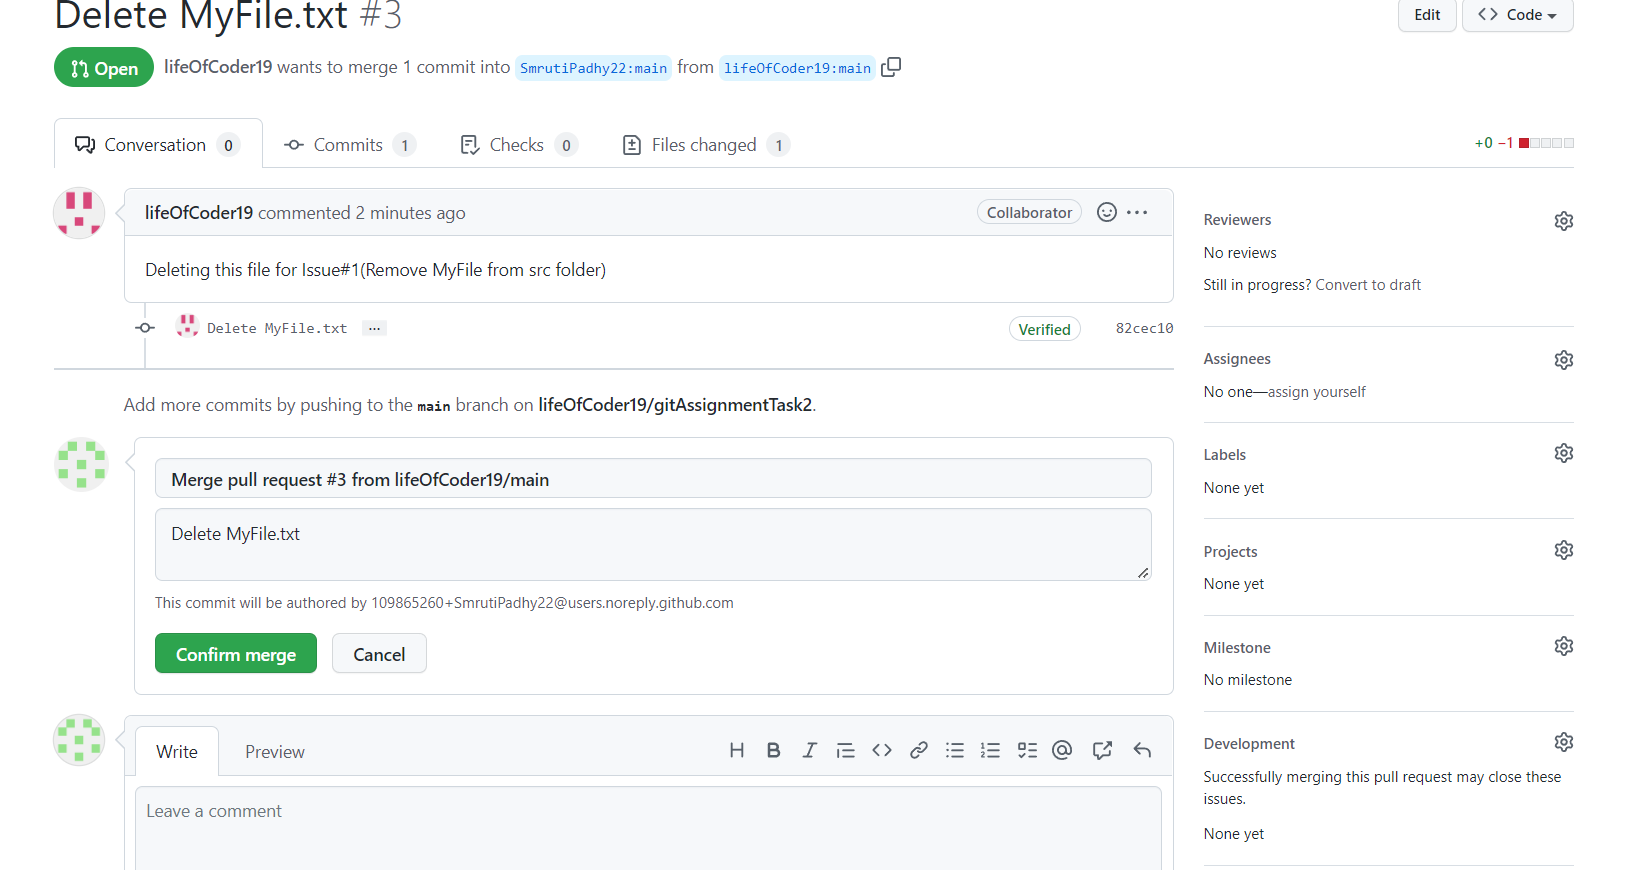 Delete MyFile.txt #3
Edit
<> Code
Open
lifeOfCoder19 wants to merge 1 commit into SmrutiPadhy22:main from lifeOfCoder19:main
Conversation 0
Commits 1
Checks 0
Files changed 1
+0 −1
lifeOfCoder19 commented 2 minutes ago
Collaborator
Deleting this file for Issue#1(Remove MyFile from src folder)
Delete MyFile.txt ...
Verified
82cec10
Add more commits by pushing to the main branch on lifeOfCoder19/gitAssignmentTask2.
Merge pull request #3 from lifeOfCoder19/main
Delete MyFile.txt
This commit will be authored by 109865260+SmrutiPadhy22@users.noreply.github.com
Confirm merge
Cancel
Write
Preview
Leave a comment
Reviewers
No reviews
Still in progress? Convert to draft
Assignees
No one—assign yourself
Labels
None yet
Projects
None yet
Milestone
No milestone
Development
Successfully merging this pull request may close these
issues.
None yet